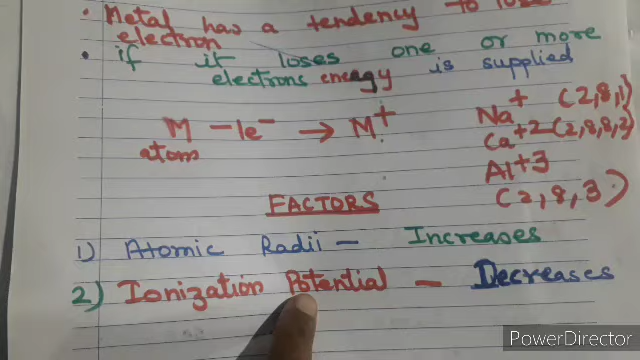 • Metal has a tendency to lose
electron
• if it loses one or more
electrons energy is supplied
M - 1e⁻ → M⁺
atom
Na⁺ (2,8,1)
Ca⁺² (2,8,8,2)
Al⁺³
(2,8,3)
FACTORS
1) Atomic Radii - Increases
2) Ionization Potential - Decreases
PowerDirector